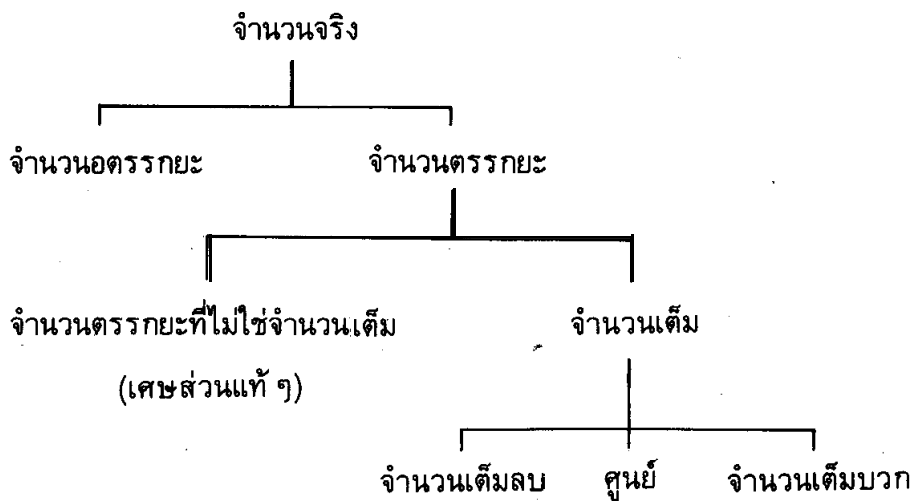 จำนวนจริง
จำนวนอตรรกยะ จำนวนตรรกยะ
จำนวนตรรกยะที่ไม่ใช่จำนวนเต็ม จำนวนเต็ม
(เศษส่วนแท้ ๆ)
จำนวนเต็มลบ ศูนย์ จำนวนเต็มบวก